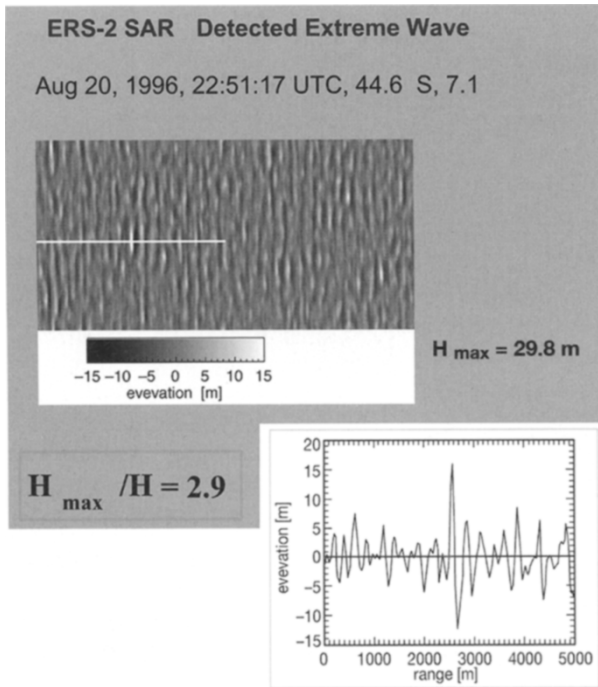 ERS-2 SAR Detected Extreme Wave
Aug 20, 1996, 22:51:17 UTC, 44.6 S, 7.1
−15 −10 −5 0 5 10 15
evevation [m]
H max = 29.8 m
H max /H = 2.9
20
15
10
5
0
−5
−10
−15
evevation [m]
0 1000 2000 3000 4000 5000
range [m]